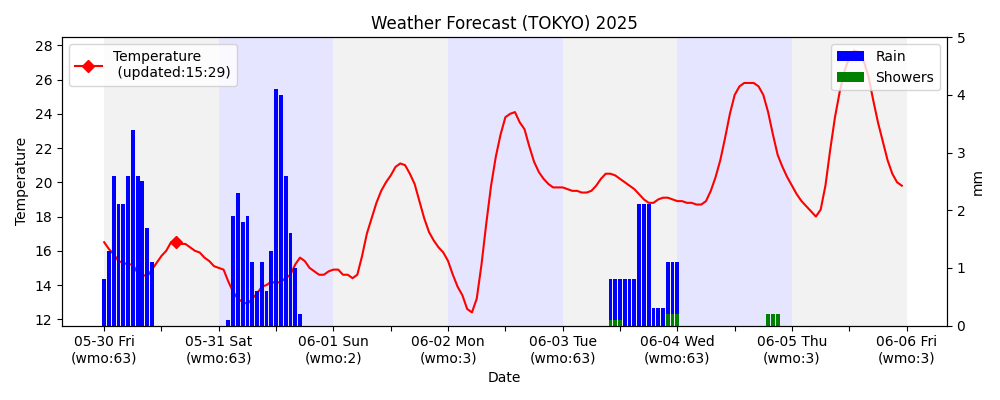 Weather Forecast (TOKYO) 2025
Temperature
(updated:15:29)
Rain
Showers
28
26
24
22
20
18
16
14
12
Temperature
5
4
3
2
1
0
mm
05-30 Fri
(wmo:63)
05-31 Sat
(wmo:63)
06-01 Sun
(wmo:2)
06-02 Mon
(wmo:3)
06-03 Tue
(wmo:63)
06-04 Wed
(wmo:63)
06-05 Thu
(wmo:3)
06-06 Fri
(wmo:3)
Date